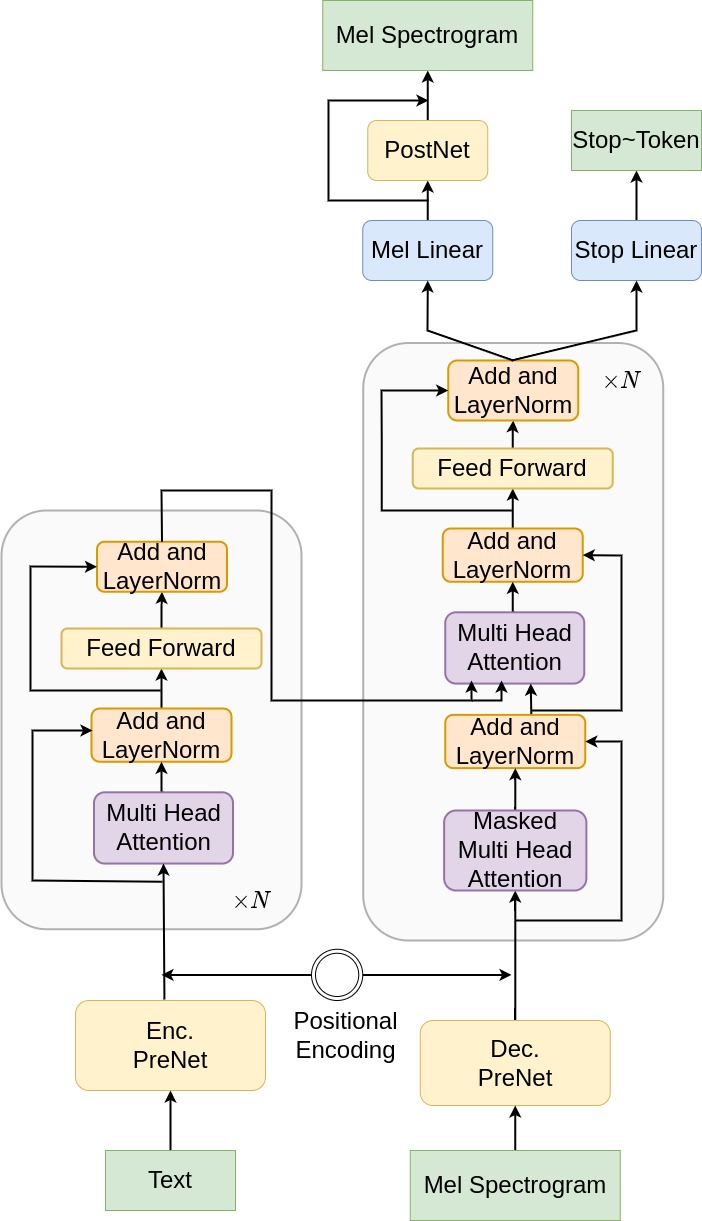 Mel Spectrogram
PostNet
Stop~Token
Mel Linear
Stop Linear
Add and
LayerNorm
×N
Feed Forward
Add and
LayerNorm
Multi Head
Attention
Add and
LayerNorm
Masked
Multi Head
Attention
Add and
LayerNorm
Feed Forward
Add and
LayerNorm
Multi Head
Attention
×N
Positional
Encoding
Enc.
PreNet
Dec.
PreNet
Text
Mel Spectrogram